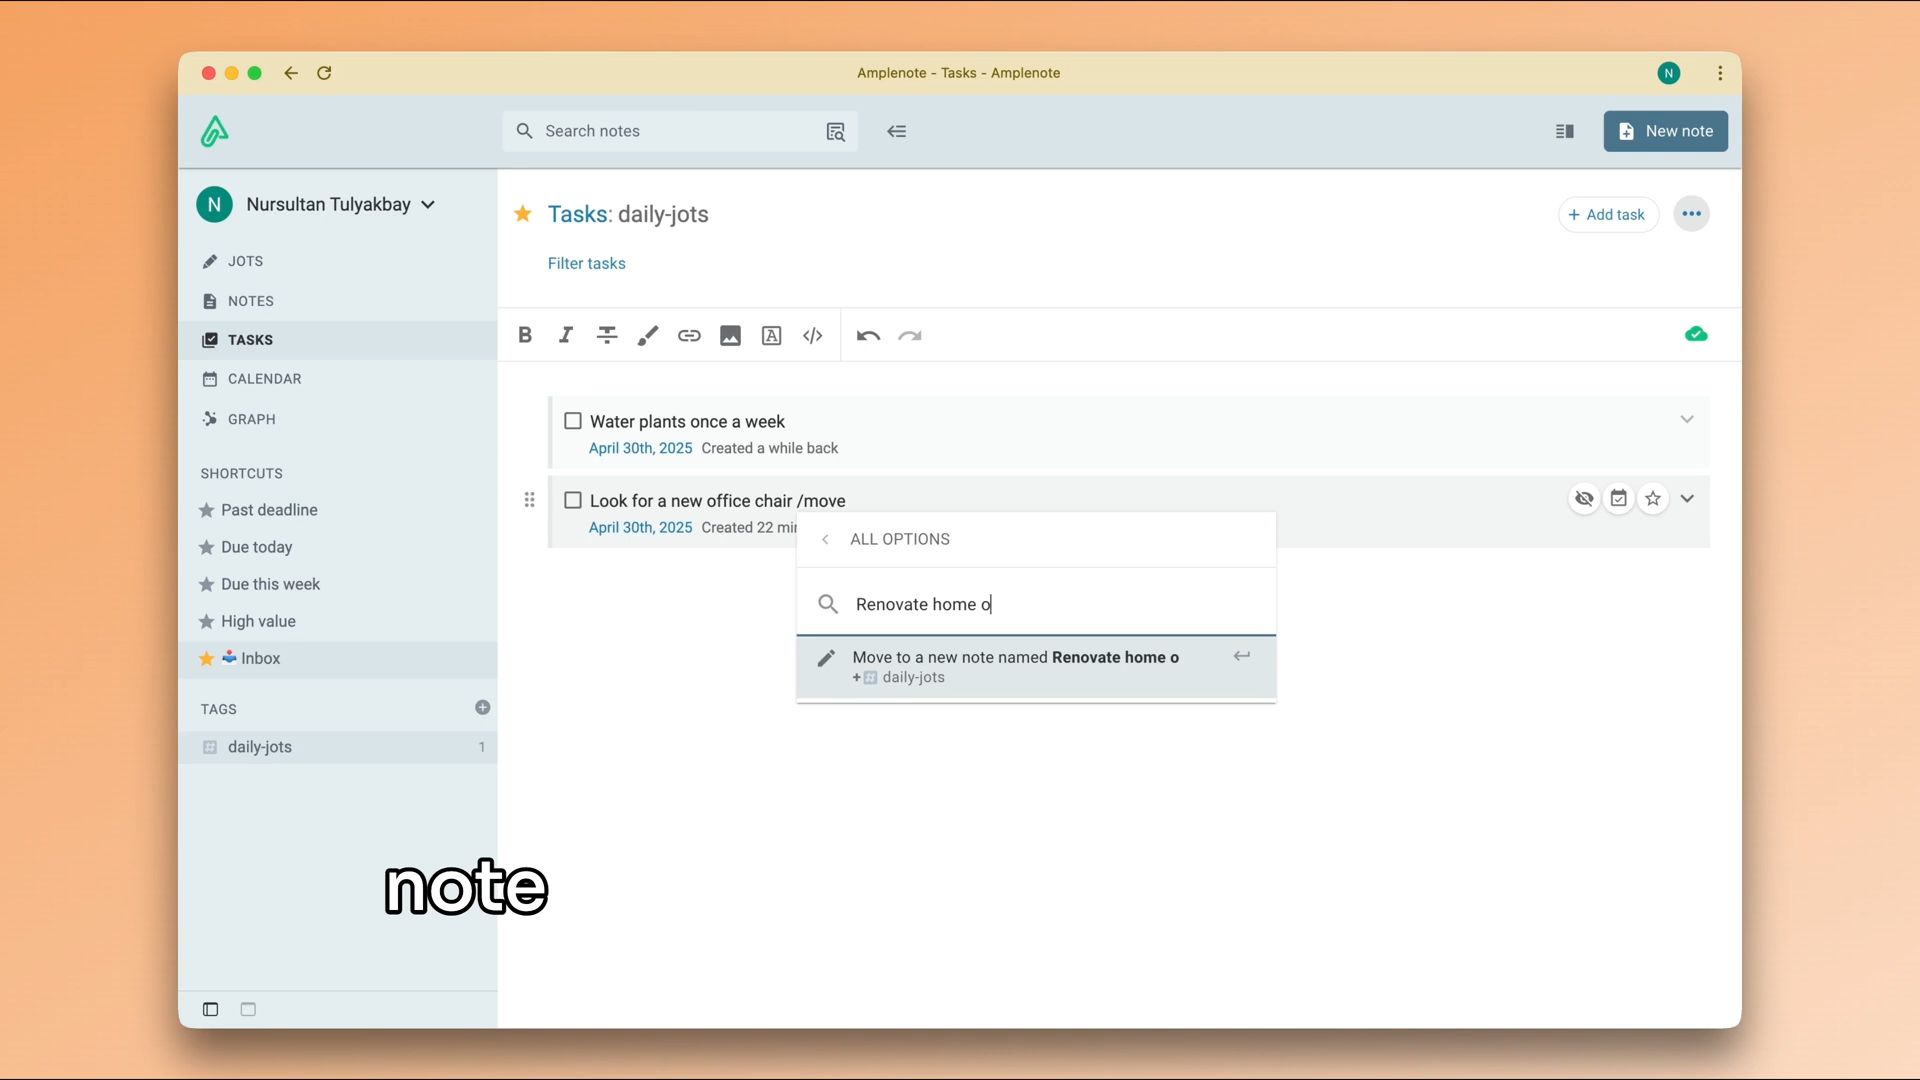 Amplenote - Tasks - Amplenote
N
Search notes
New note
N
Nursultan Tulyakbay
JOTS
NOTES
TASKS
CALENDAR
GRAPH
SHORTCUTS
Past deadline
Due today
Due this week
High value
Inbox
TAGS
daily-jots 1
Tasks: daily-jots
+ Add task
Filter tasks
B I A </>
Water plants once a week
April 30th, 2025 Created a while back
Look for a new office chair /move
April 30th, 2025 Created 22 min
ALL OPTIONS
Renovate home o
Move to a new note named Renovate home o
+# daily-jots
note